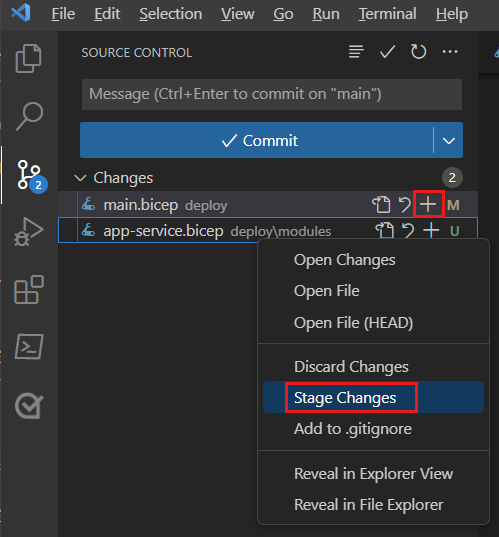 File Edit Selection View Go Run Terminal Help
SOURCE CONTROL
Message (Ctrl+Enter to commit on "main")
Commit
Changes 2
2
main.bicep deploy M
app-service.bicep deploy\modules U
Open Changes
Open File
Open File (HEAD)
Discard Changes
Stage Changes
Add to .gitignore
Reveal in Explorer View
Reveal in File Explorer